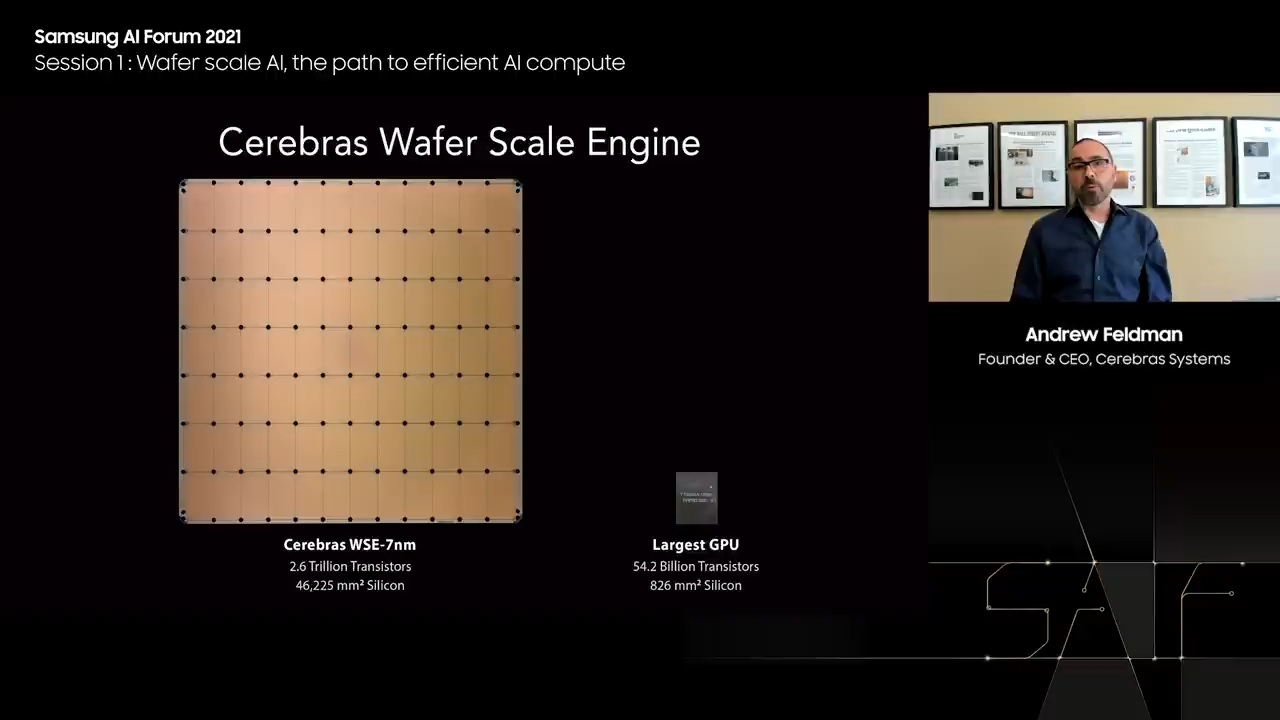 Samsung AI Forum 2021
Session 1 : Wafer scale AI, the path to efficient AI compute
Cerebras Wafer Scale Engine
Cerebras WSE-7nm
2.6 Trillion Transistors
46,225 mm² Silicon
Largest GPU
54.2 Billion Transistors
826 mm² Silicon
Andrew Feldman
Founder & CEO, Cerebras Systems